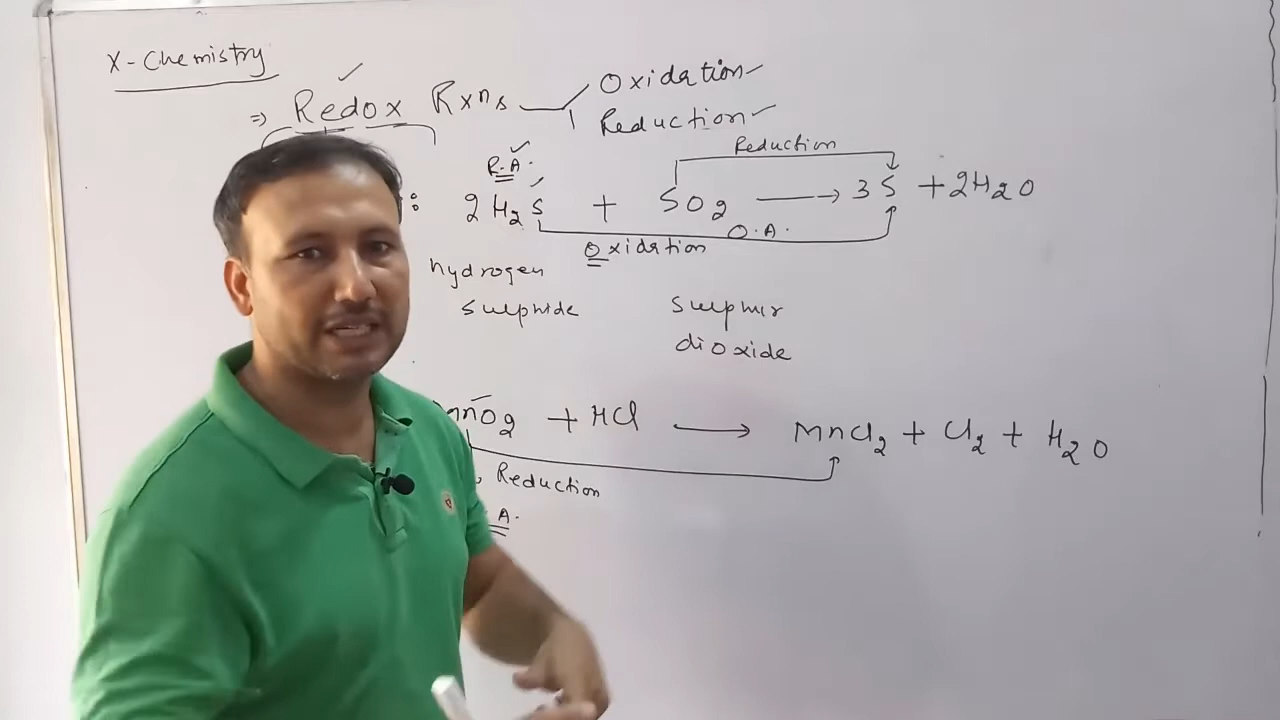 X-Chemistry
⇒ Redox Rxns Oxidation
Reduction
Reduction
R.A.
: 2H₂S + SO₂ → 3S + 2H₂O
O.A.
Oxidation
hydrogen
sulphide
sulphur
dioxide
MnO₂ + HCl → MnCl₂ + Cl₂ + H₂O
Reduction
A.